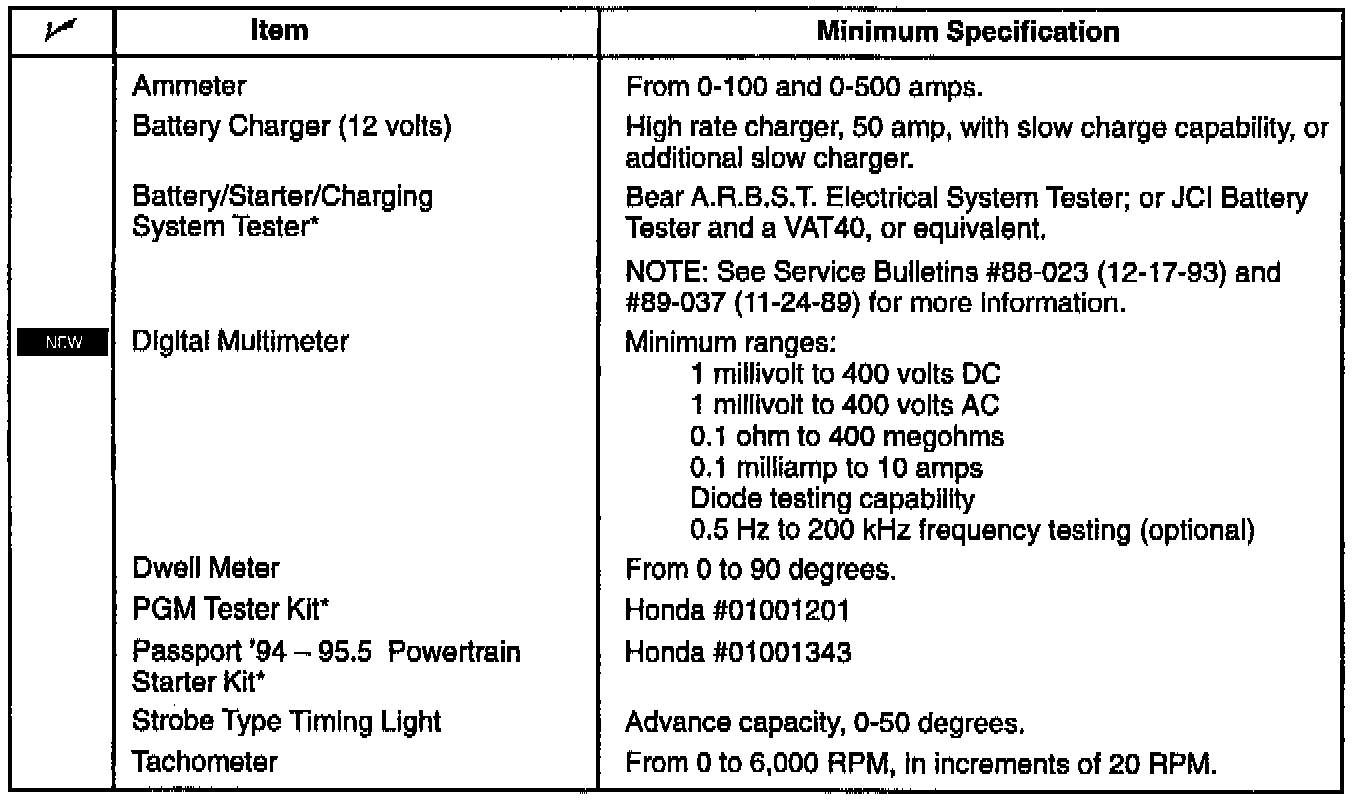 Item Minimum Specification
Ammeter From 0-100 and 0-500 amps.
Battery Charger (12 volts) High rate charger, 50 amp, with slow charge capability, or
additional slow charger.
Battery/Starter/Charging Bear A.R.B.S.T. Electrical System Tester; or JCI Battery
System Tester* Tester and a VAT40, or equivalent.
NOTE: See Service Bulletins #88-023 (12-17-93) and
#89-037 (11-24-89) for more information.
NEW Digital Multimeter Minimum ranges:
1 millivolt to 400 volts DC
1 millivolt to 400 volts AC
0.1 ohm to 400 megohms
0.1 milliamp to 10 amps
Diode testing capability
0.5 Hz to 200 kHz frequency testing (optional)
Dwell Meter From 0 to 90 degrees.
PGM Tester Kit* Honda #01001201
Passport '94 – 95.5 Powertrain Honda #01001343
Starter Kit*
Strobe Type Timing Light Advance capacity, 0-50 degrees.
Tachometer From 0 to 6,000 RPM, in increments of 20 RPM.